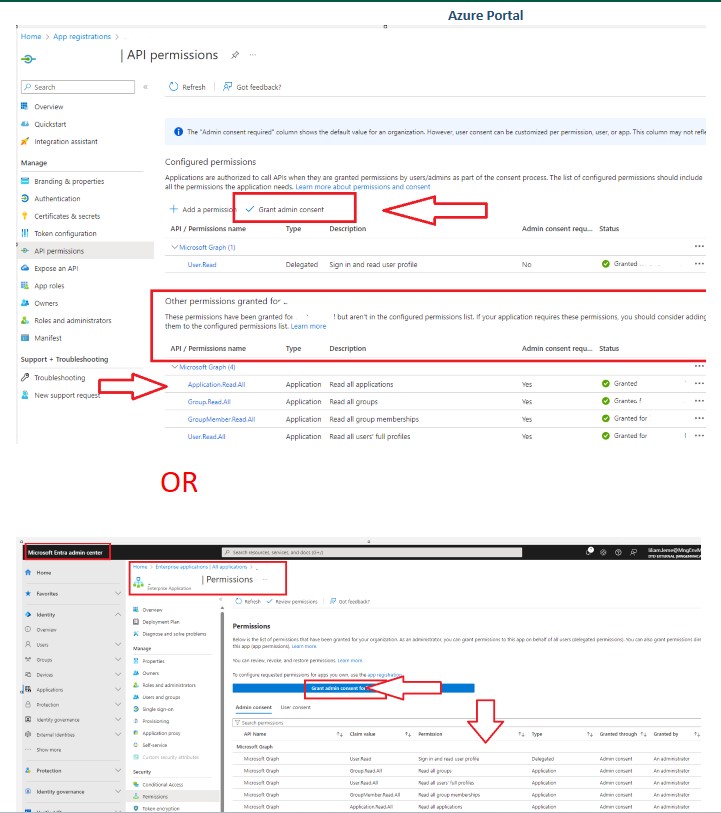 Azure Portal
Home > App registrations >
| API permissions ...
Search
«
Refresh | Got feedback?
Overview
Quickstart
Integration assistant
The "Admin consent required" column shows the default value for an organization. However, user consent can be customized per permission, user, or app. This column may not refle
Manage
Branding & properties
Authentication
Certificates & secrets
Token configuration
API permissions
Expose an API
App roles
Owners
Roles and administrators
Manifest
Support + Troubleshooting
Troubleshooting
New support request
Configured permissions
Applications are authorized to call APIs when they are granted permissions by users/admins as part of the consent process. The list of configured permissions should include
all the permissions the application needs. Learn more about permissions and consent
+ Add a permission ✓ Grant admin consent
API / Permissions name Type Description Admin consent requ... Status
Microsoft Graph (1) ...
User.Read Delegated Sign in and read user profile No Granted
Other permissions granted for
These permissions have been granted for ! but aren't in the configured permissions list. If your application requires these permissions, you should consider adding
them to the configured permissions list. Learn more
API / Permissions name Type Description Admin consent requ... Status
Microsoft Graph (4) ...
Application.Read.All Application Read all applications Yes Granted ...
Group.Read.All Application Read all groups Yes Granted f ...
GroupMember.Read.All Application Read all group memberships Yes Granted for ...
User.Read.All Application Read all users' full profiles Yes Granted for ...
OR
Microsoft Entra admin center
Search resources, services, and docs (G+/)
Home
Favorites
Identity
Overview
Users
Groups
Devices
Applications
Protection
Identity governance
External Identities
... Show more
Protection
Identity governance
Home > Enterprise applications | All applications >
| Permissions ...
Enterprise Application
«
Overview
Deployment Plan
Diagnose and solve problems
Manage
Properties
Owners
Roles and administrators
Users and groups
Single sign-on
Provisioning
Application proxy
Self-service
Custom security attributes
Security
Conditional Access
Permissions
Token encryption
Refresh ✓ Review permissions | Got feedback?
Permissions
Below is the list of permissions that have been granted for your organization. As an administrator, you can grant permissions to this app on behalf of all users (delegated permissions). You can also grant permissions dire
this app (app permissions). Learn more.
You can review, revoke, and restore permissions. Learn more
To configure requested permissions for apps you own, use the app registration.
Grant admin consent for
Admin consent User consent
Search permissions
API Name Claim value Permission Type Granted through Granted by
Microsoft Graph
Microsoft Graph User.Read Sign in and read user profile Delegated Admin consent An administrator
Microsoft Graph Group.Read.All Read all groups Application Admin consent An administrator
Microsoft Graph User.Read.All Read all users' full profiles Application Admin consent An administrator
Microsoft Graph GroupMember.Read.All Read all group memberships Application Admin consent An administrator
Microsoft Graph Application.Read.All Read all applications Application Admin consent An administrator